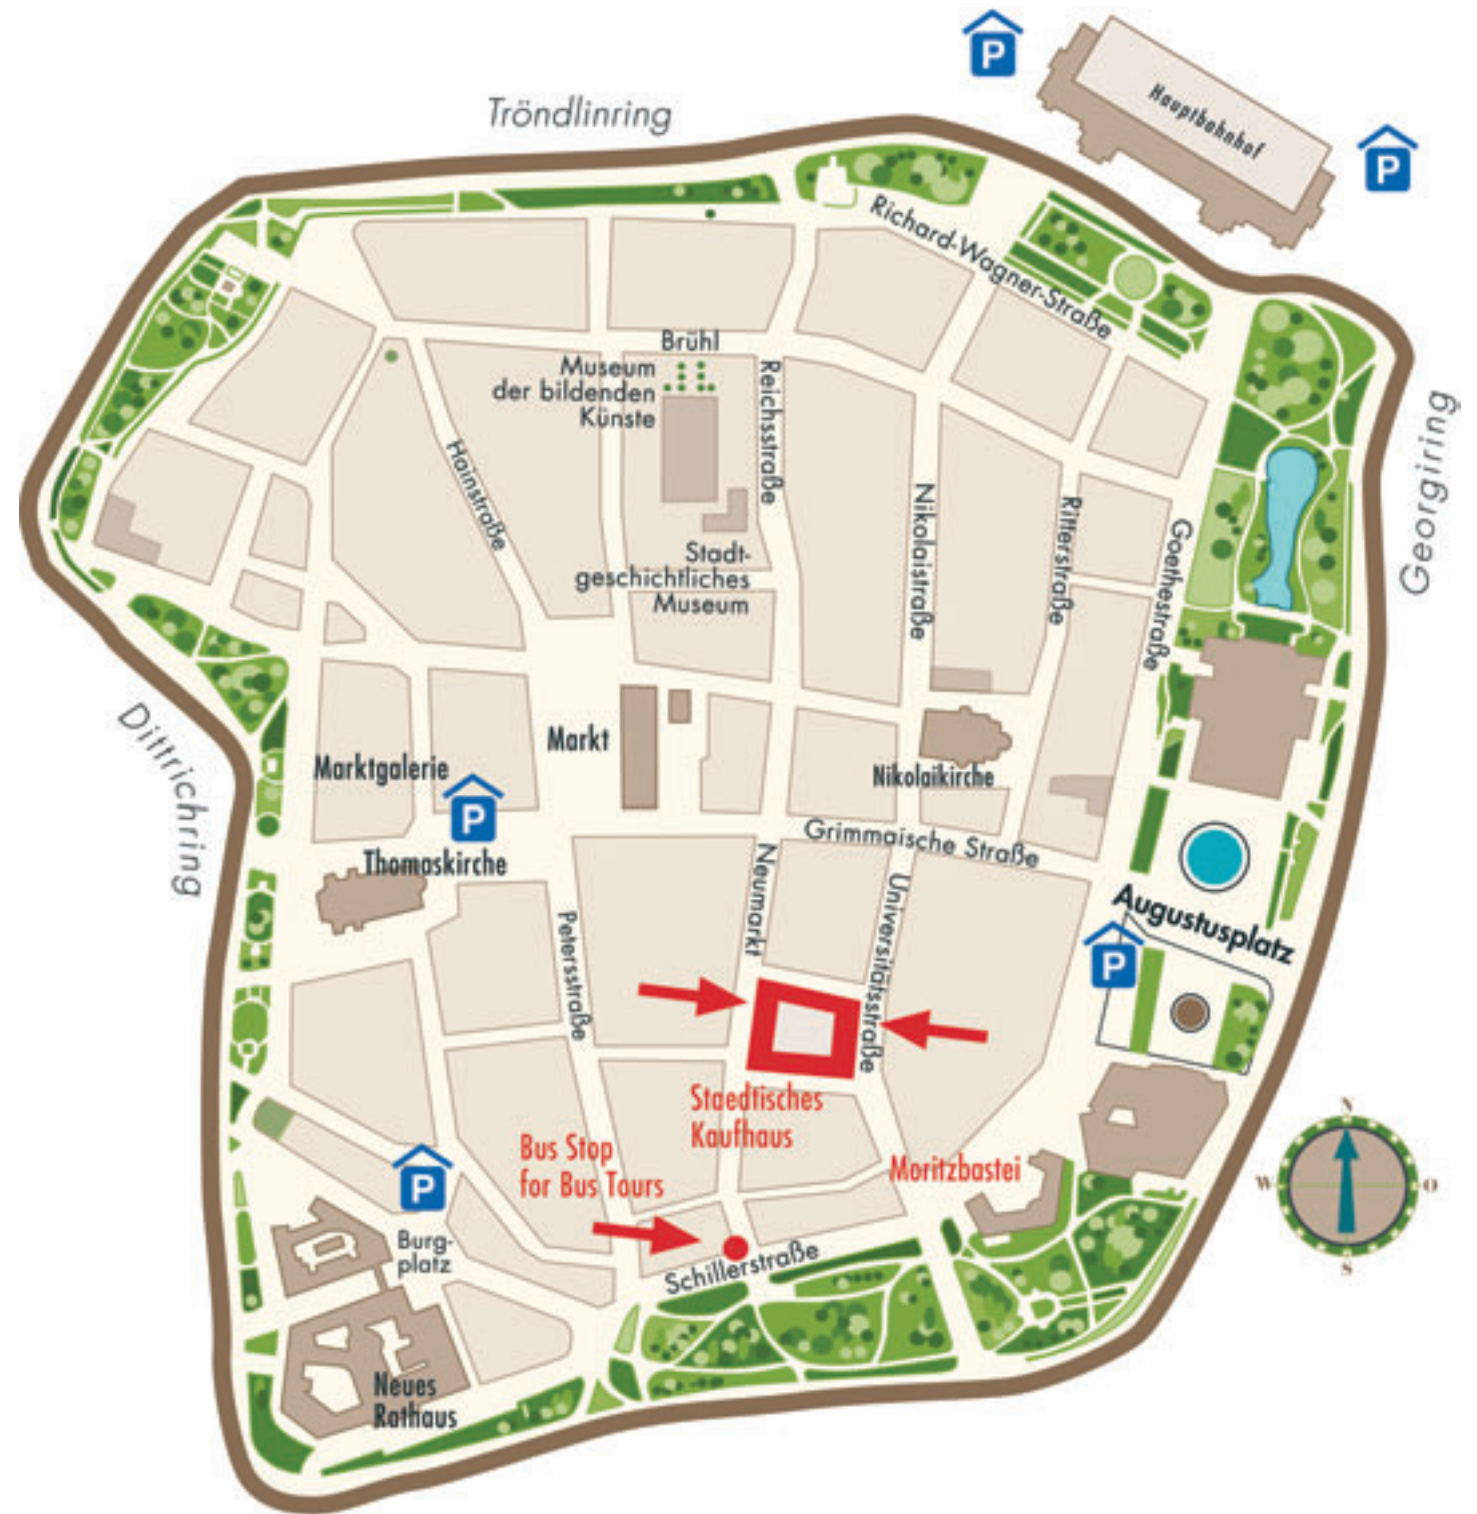 P
Hauptbahnhof
P
Tröndlinring
Richard-Wagner-Straße
Brühl
Museum
der bildenden
Künste
Reichsstraße
Hainstraße
Nikolaistraße
Ritterstraße
Goethestraße
Georgiring
Stadt-
geschichtliches
Museum
Dittrichring
Markt
Marktgalerie
P
Nikolaikirche
Grimmaische Straße
Thomaskirche
Neumarkt
Universitätsstraße
Petersstraße
Augustusplatz
P
Staedtisches
Kaufhaus
Bus Stop
for Bus Tours
Moritzbastei
P
Burg-
platz
Schillerstraße
Neues
Rathaus
N
W
O
S